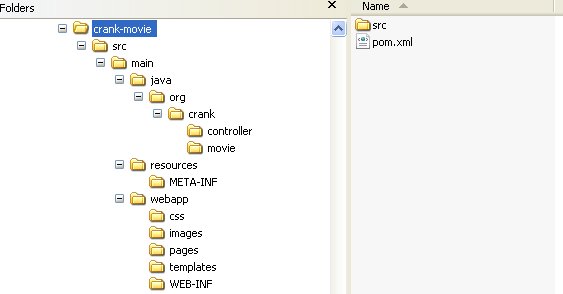 Folders
crank-movie
src
main
java
org
crank
controller
movie
resources
META-INF
webapp
css
images
pages
templates
WEB-INF
Name
src
pom.xml